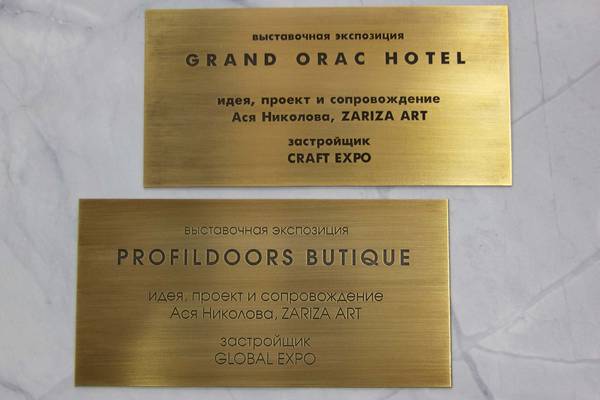 выставочная экспозиция
GRAND ORAC HOTEL
идея, проект и сопровождение
Ася Николова, ZARIZA ART
застройщик
CRAFT EXPO
выставочная экспозиция
PROFILDOORS BUTIQUE
идея, проект и сопровождение
Ася Николова, ZARIZA ART
застройщик
GLOBAL EXPO